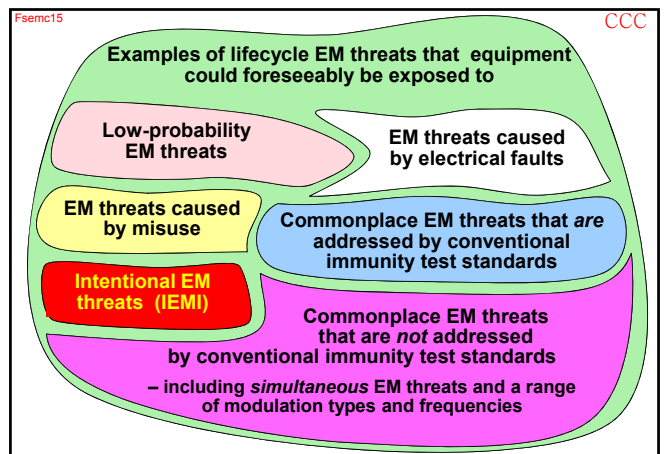 Fsemc15
CCC
Examples of lifecycle EM threats that equipment
could foreseeably be exposed to
Low-probability
EM threats
EM threats caused
by electrical faults
EM threats caused
by misuse
Commonplace EM threats that are
addressed by conventional
immunity test standards
Intentional EM
threats (IEMI)
Commonplace EM threats
that are not addressed
by conventional immunity test standards
– including simultaneous EM threats and a range
of modulation types and frequencies